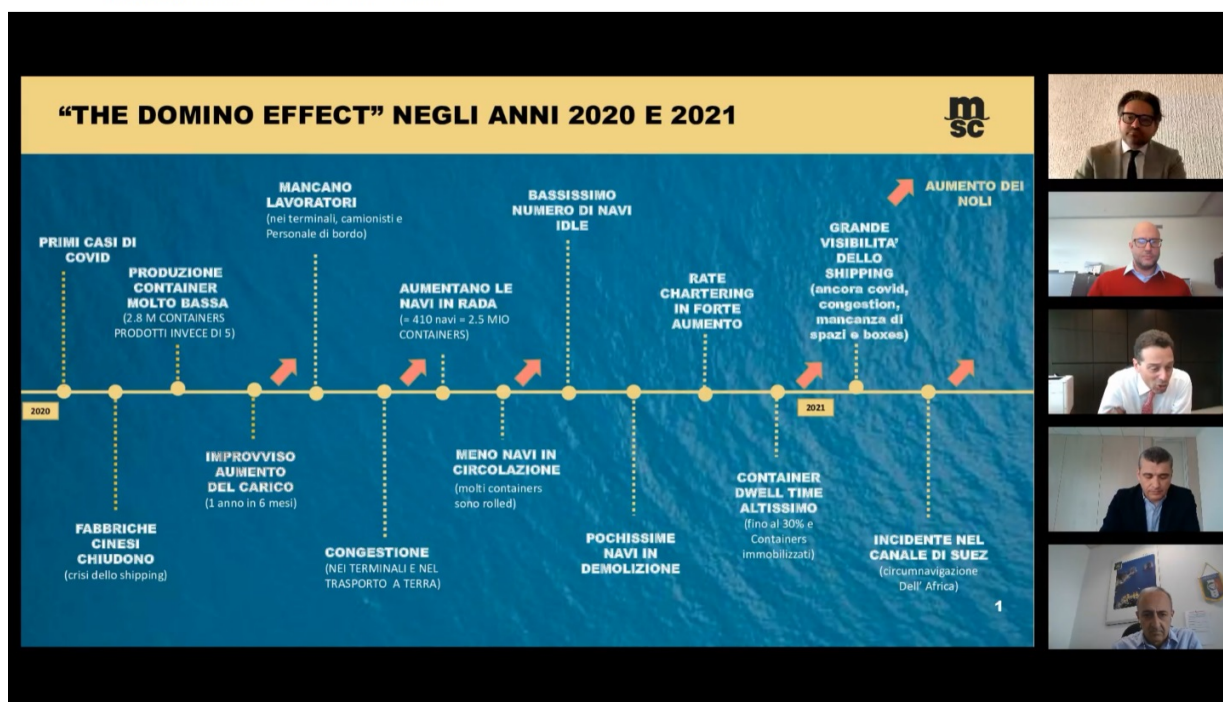 “THE DOMINO EFFECT” NEGLI ANNI 2020 E 2021
msc
PRIMI CASI DI
COVID
FABBRICHE
CINESI
CHIUDONO
(crisi dello shipping)
PRODUZIONE
CONTAINER
MOLTO BASSA
(2.8 M CONTAINERS
PRODOTTI INVECE DI 5)
IMPROVVISO
AUMENTO
DEL CARICO
(1 anno in 6 mesi)
MANCANO
LAVORATORI
(nei terminali, camionisti e
Personale di bordo)
CONGESTIONE
(NEI TERMINALI E NEL
TRASPORTO A TERRA)
AUMENTANO LE
NAVI IN RADA
(= 410 navi = 2.5 MIO
CONTAINERS)
MENO NAVI IN
CIRCOLAZIONE
(molti containers
sono rolled)
BASSISSIMO
NUMERO DI NAVI
IDLE
POCHISSIME
NAVI IN
DEMOLIZIONE
RATE
CHARTERING
IN FORTE
AUMENTO
CONTAINER
DWELL TIME
ALTISSIMO
(fino al 30% e
Containers
immobilizzati)
GRANDE
VISIBILITA’
DELLO
SHIPPING
(ancora covid,
congestion,
mancanza di
spazi e boxes)
INCIDENTE NEL
CANALE DI SUEZ
(circumnavigazione
Dell’ Africa)
AUMENTO DEI
NOLI
2020
2021
1